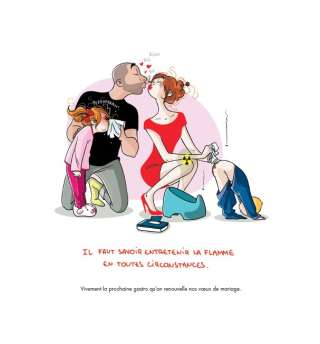 IL FAUT SAVOIR ENTRETENIR LA FLAMME
EN TOUTES CIRCONSTANCES.
Vivement la prochaine gastro qu'on renouvelle nos vœux de mariage.